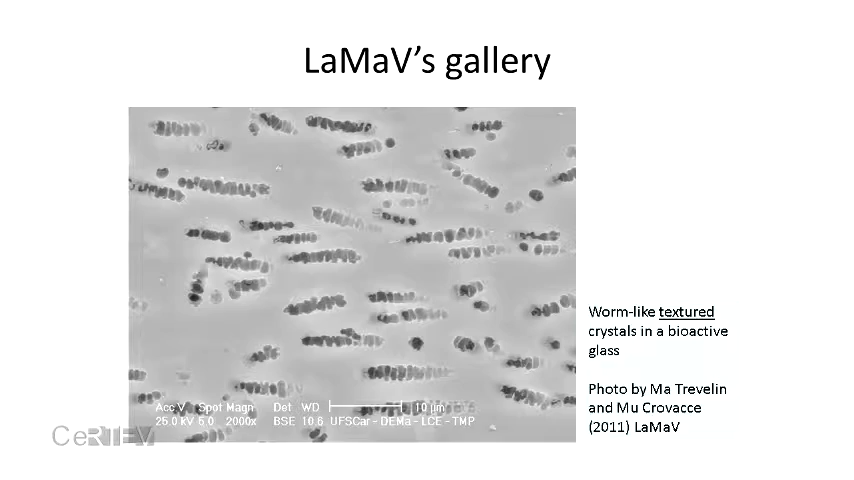 LaMaV's gallery
Worm-like textured
crystals in a bioactive
glass
Photo by Ma Trevelin
and Mu Crovacce
(2011) LaMaV
Acc V Spot Magn Det WD 10 µm
25.0 kV 5.0 2000x BSE 10.6 UFSCar - DEMa - LCE - TMP
CeRTEV